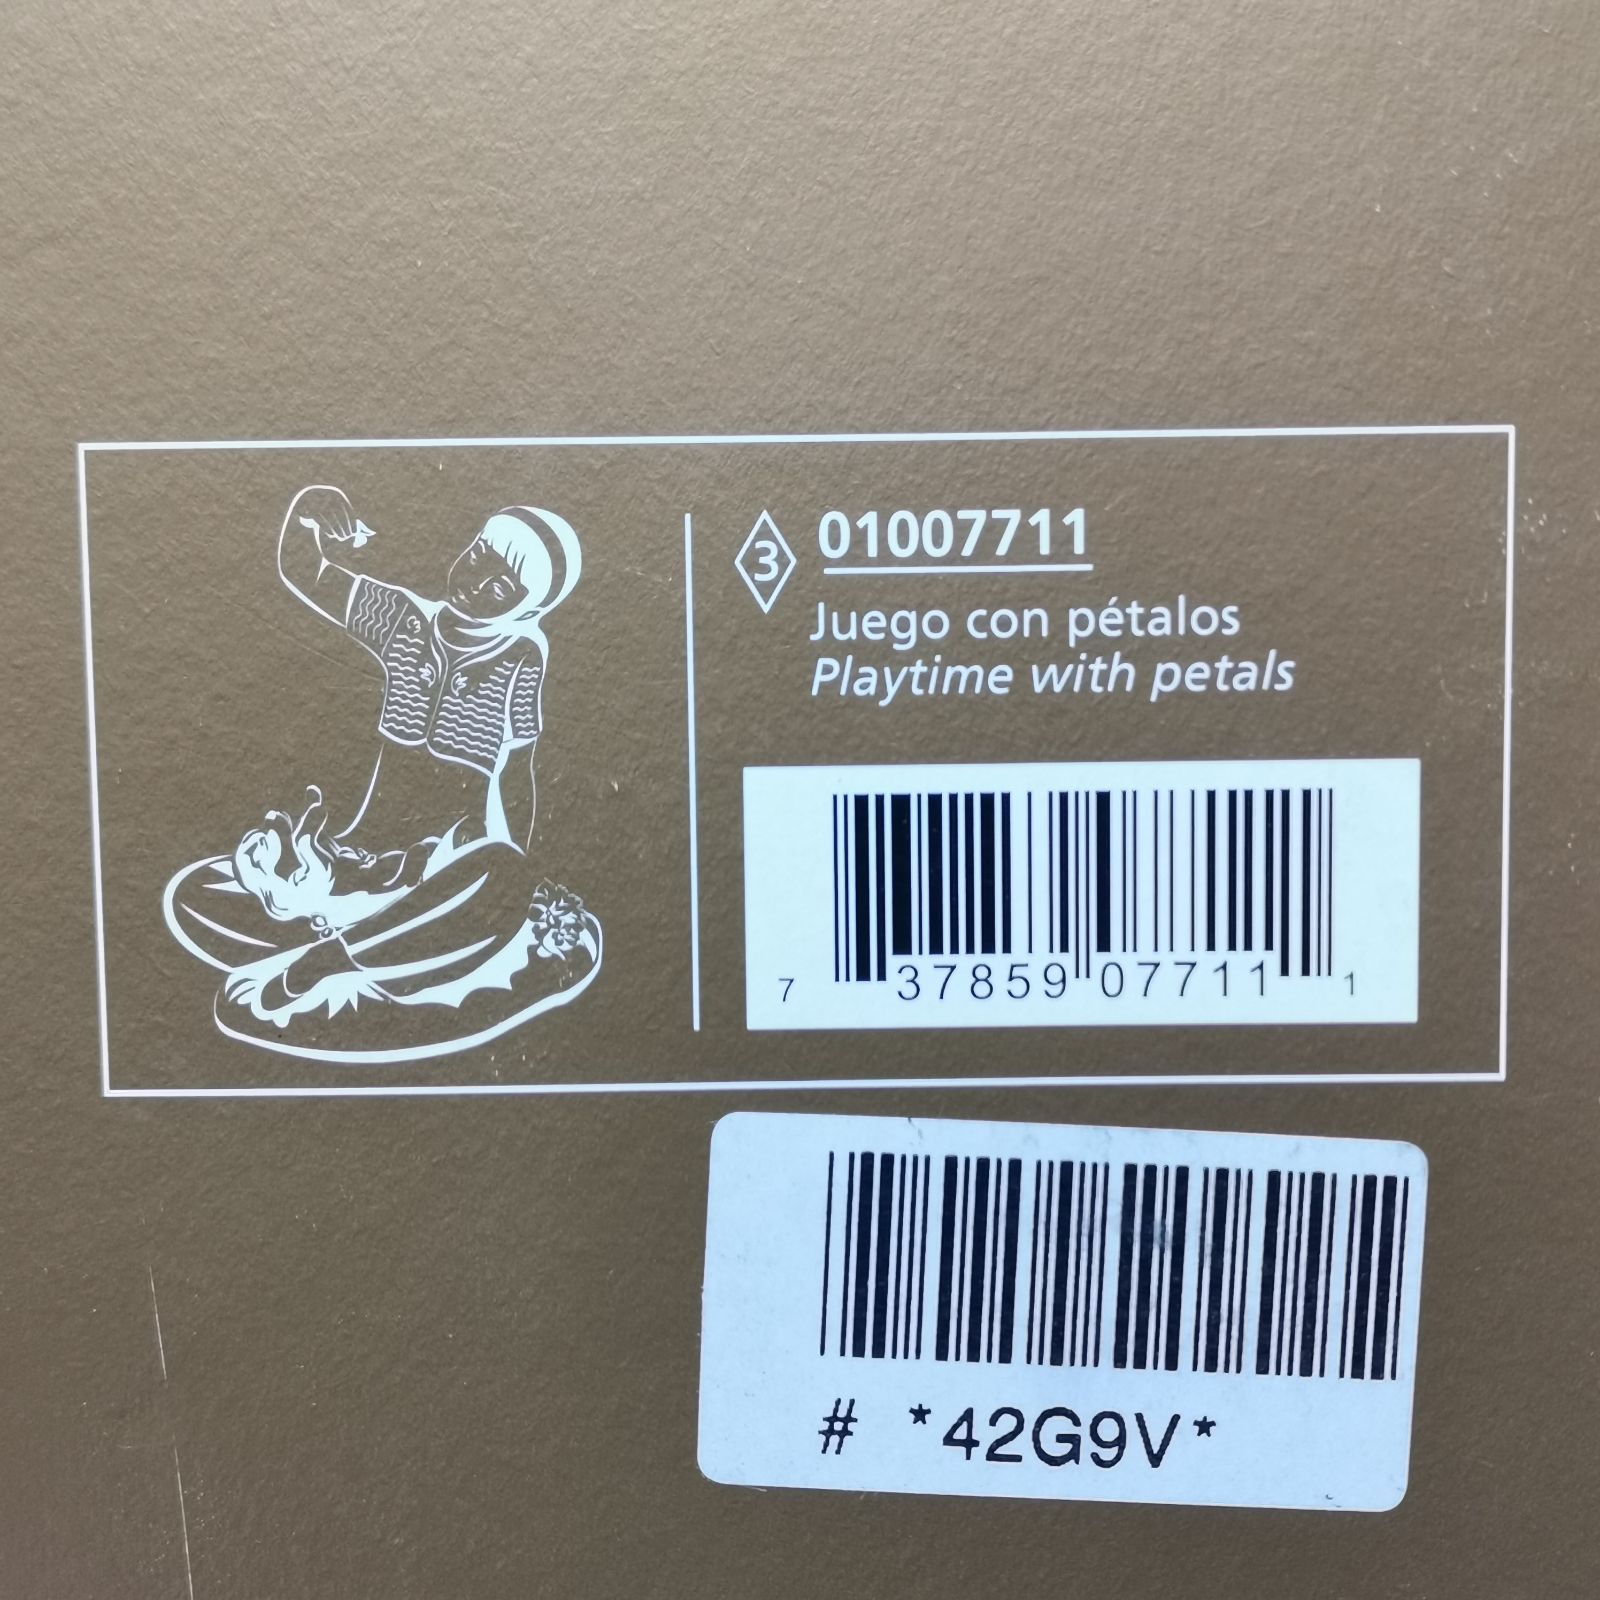 3 01007711
Juego con pétalos
Playtime with petals
7 37859 07711 1
# *42G9V*